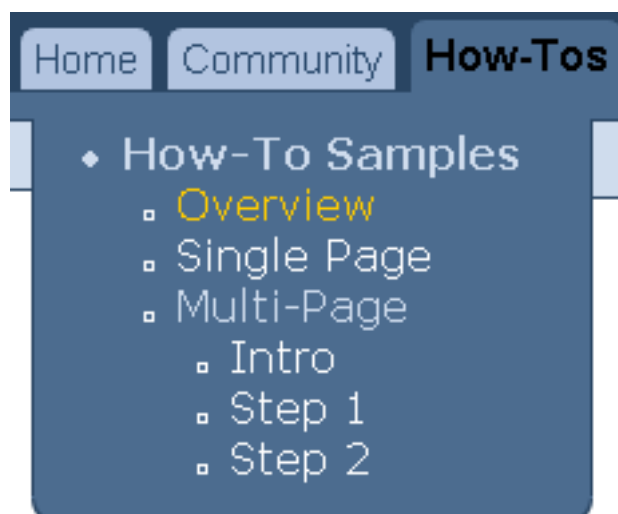 Home Community How-Tos
How-To Samples
Overview
Single Page
Multi-Page
Intro
Step 1
Step 2